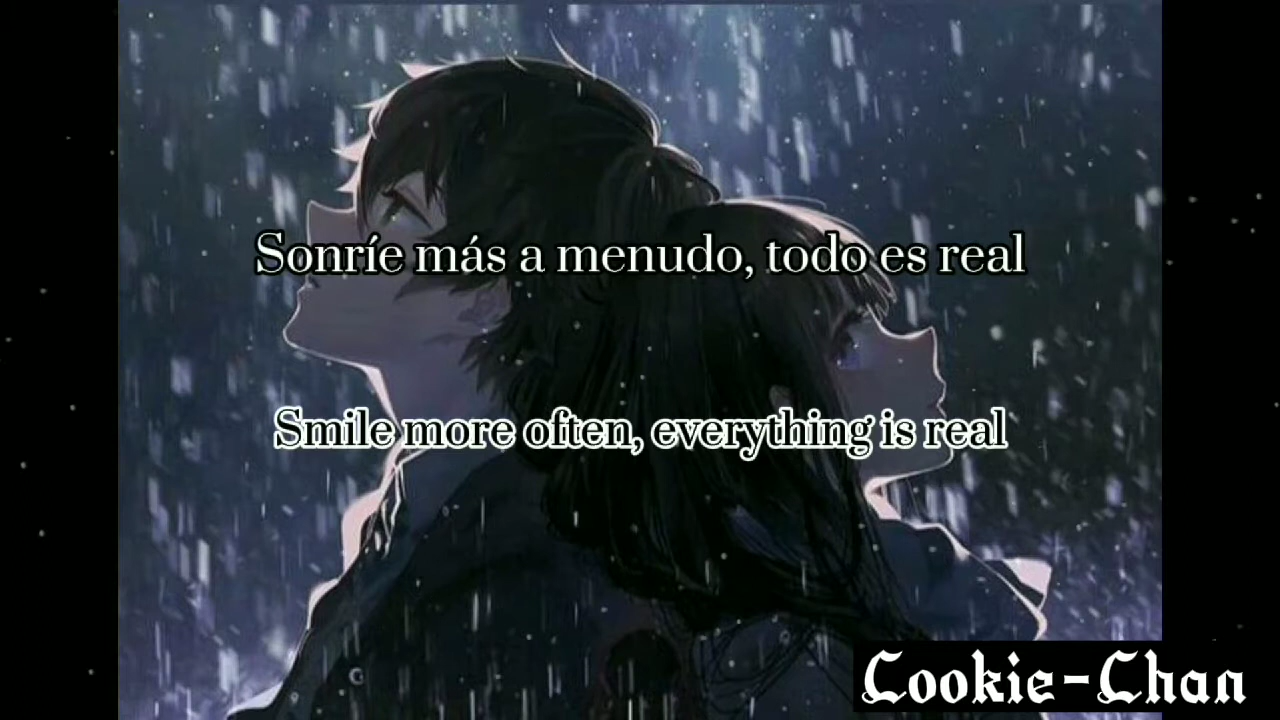 Sonríe más a menudo, todo es real
Smile more often, everything is real
Cookie-Chan